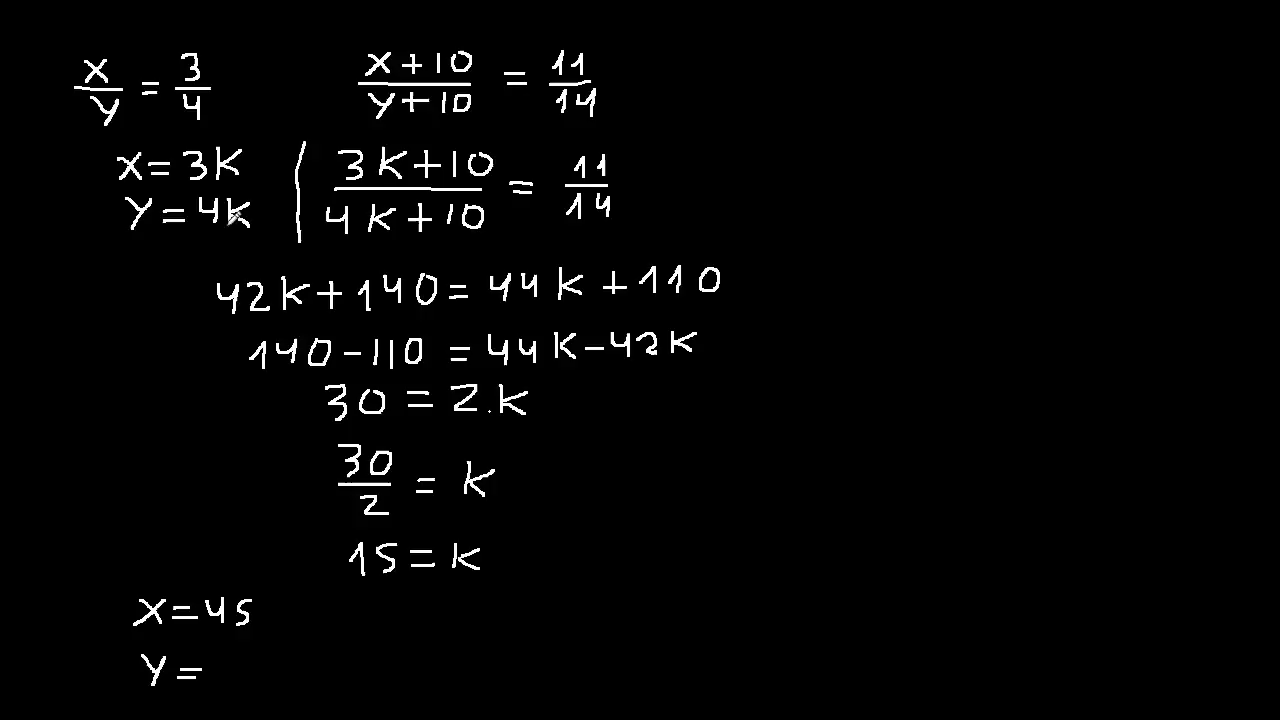 X/Y = 3/4    X+10/Y+10 = 11/14
X=3K | 3K+10/4K+10 = 11/14
Y=4K
42K+140=44K+110
140-110=44K-42K
30=2.K
30/2=K
15=K
X=45
Y=